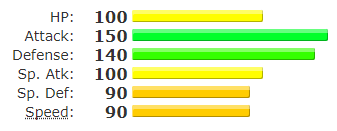 HP: 100
Attack: 150
Defense: 140
Sp. Atk: 100
Sp. Def: 90
Speed: 90